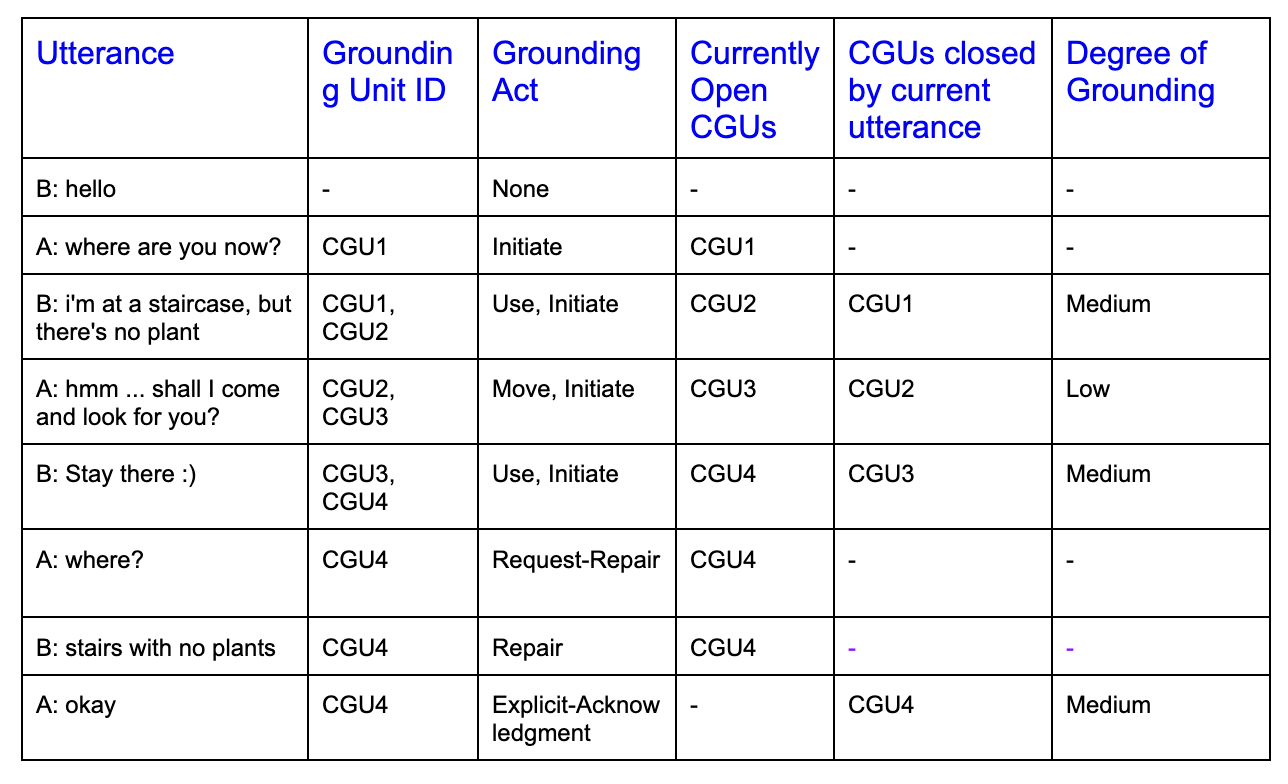 Utterance
Groundin
g Unit ID
Grounding
Act
Currently
Open
CGUs
CGUs closed
by current
utterance
Degree of
Grounding
B: hello
-
None
-
-
-
A: where are you now?
CGU1
Initiate
CGU1
-
-
B: i'm at a staircase, but
there's no plant
CGU1,
CGU2
Use, Initiate
CGU2
CGU1
Medium
A: hmm ... shall I come
and look for you?
CGU2,
CGU3
Move, Initiate
CGU3
CGU2
Low
B: Stay there :)
CGU3,
CGU4
Use, Initiate
CGU4
CGU3
Medium
A: where?
CGU4
Request-Repair
CGU4
-
-
B: stairs with no plants
CGU4
Repair
CGU4
-
-
A: okay
CGU4
Explicit-Acknow
ledgment
-
CGU4
Medium